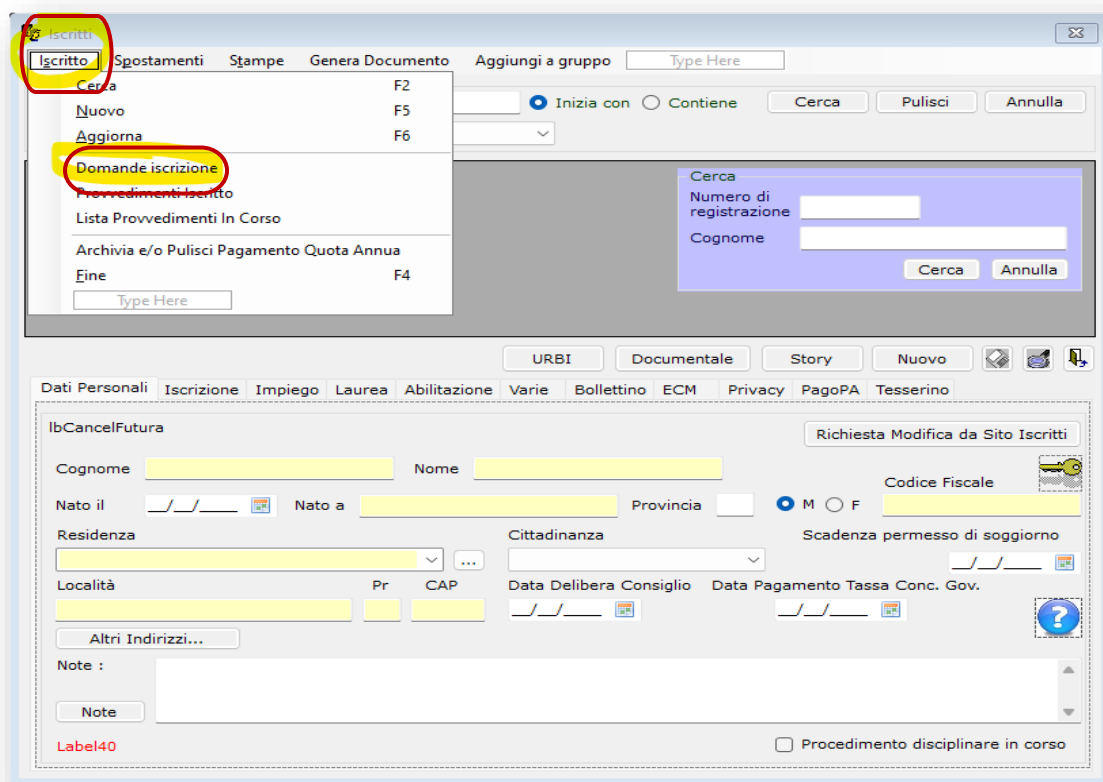 Iscritti
Iscritto Spostamenti Stampe Genera Documento Aggiungi a gruppo Type Here
Cerca F2
Nuovo F5
Aggiorna F6
Domande iscrizione
Provvedimenti Iscritto
Lista Provvedimenti In Corso
Archivia e/o Pulisci Pagamento Quota Annua
Fine F4
Type Here
Inizia con Contiene Cerca Pulisci Annulla
Cerca
Numero di
registrazione
Cognome
Cerca Annulla
URBI Documentale Story Nuovo
Dati Personali Iscrizione Impiego Laurea Abilitazione Varie Bollettino ECM Privacy PagoPA Tesserino
lbCancelFutura
Richiesta Modifica da Sito Iscritti
Cognome Nome
Codice Fiscale
Nato il __/__/____ Nato a Provincia M F
Residenza Cittadinanza Scadenza permesso di soggiorno
... __/__/____
Località Pr CAP Data Delibera Consiglio Data Pagamento Tassa Conc. Gov.
__/__/____ __/__/____
?
Altri Indirizzi...
Note :
Note
Label40
Procedimento disciplinare in corso